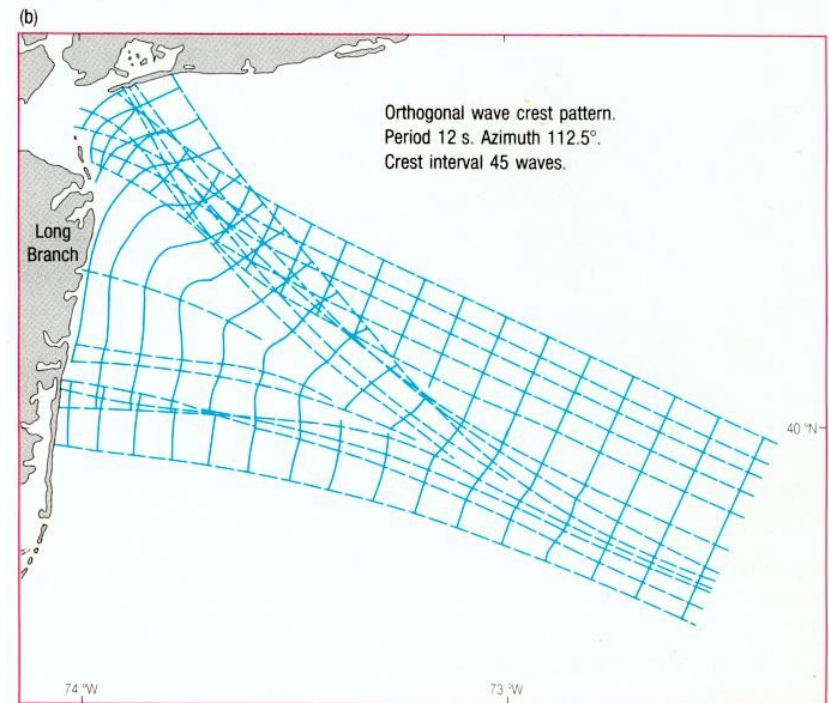 (b)
Orthogonal wave crest pattern.
Period 12 s. Azimuth 112.5°.
Crest interval 45 waves.
Long
Branch
40 °N
74 °W
73 °W